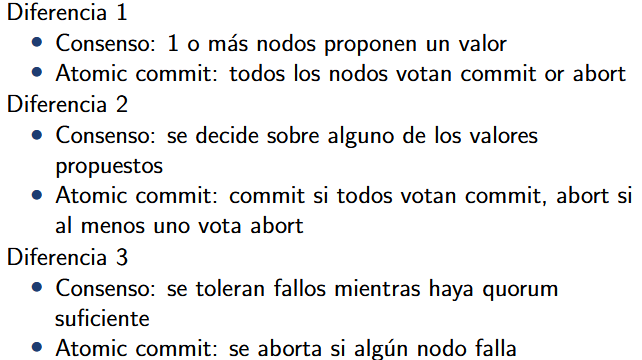 Diferencia 1
• Consenso: 1 o más nodos proponen un valor
• Atomic commit: todos los nodos votan commit or abort
Diferencia 2
• Consenso: se decide sobre alguno de los valores
propuestos
• Atomic commit: commit si todos votan commit, abort si
al menos uno vota abort
Diferencia 3
• Consenso: se toleran fallos mientras haya quorum
suficiente
• Atomic commit: se aborta si algún nodo falla